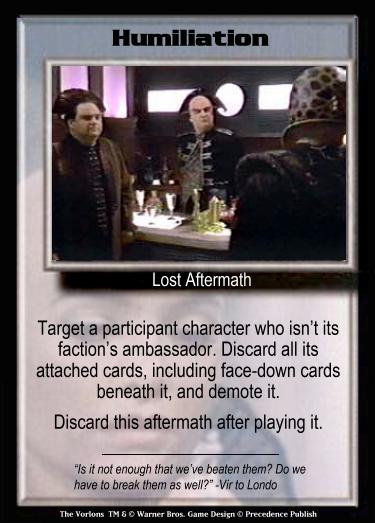 Humiliation
Lost Aftermath
Target a participant character who isn't its
faction's ambassador. Discard all its
attached cards, including face-down cards
beneath it, and demote it.
Discard this aftermath after playing it.
"Is it not enough that we've beaten them? Do we
have to break them as well?" -Vir to Londo
The Vorlons TM & © Warner Bros. Game Design © Precedence Publish